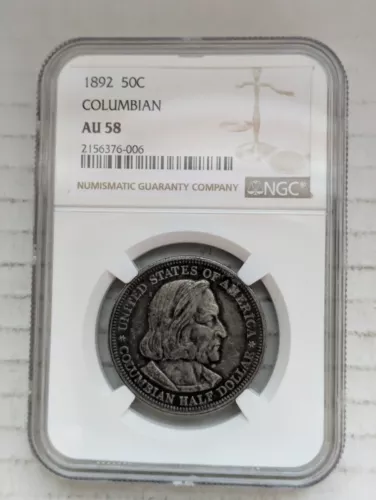 1892 50C
COLUMBIAN
AU 58
2156376-006
NUMISMATIC GUARANTY COMPANY NGC
UNITED STATES OF AMERICA
COLUMBIAN HALF DOLLAR